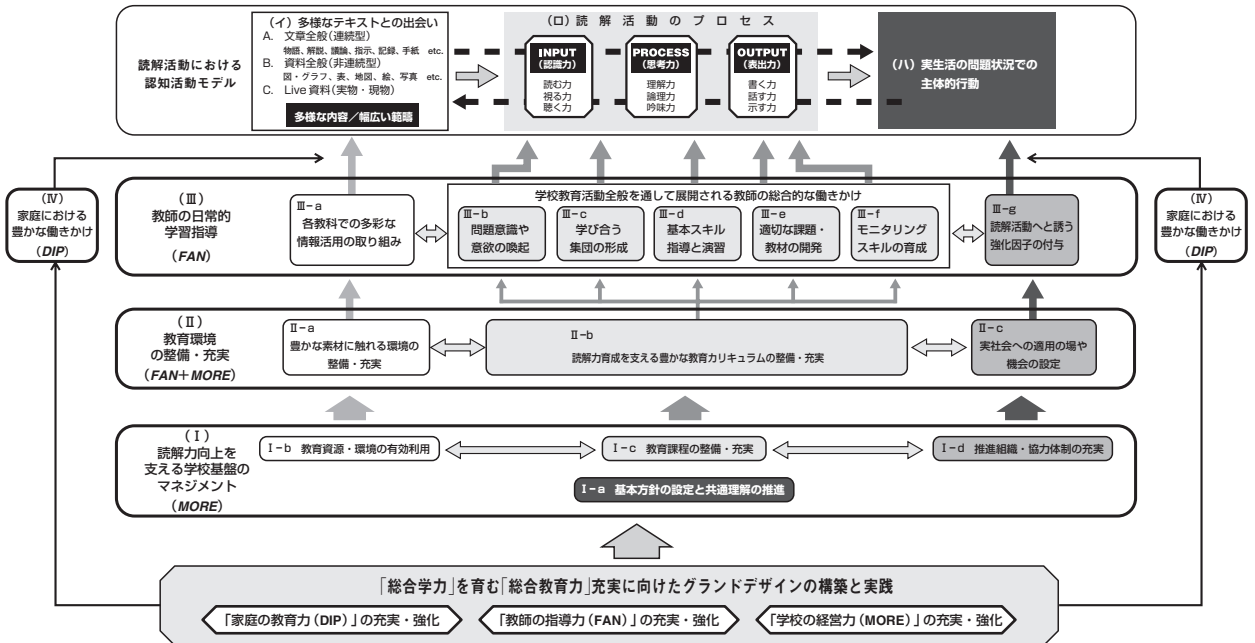 読解活動における
認知活動モデル
(イ)多様なテキストとの出会い
A. 文章全般(連続型)
物語、解説、議論、指示、記録、手紙 etc.
B. 資料全般(非連続型)
図・グラフ、表、地図、絵、写真 etc.
C. Live 資料(実物・現物)
多様な内容/幅広い範疇
(ロ)読解活動のプロセス
INPUT
(認識力)
読む力
視る力
聴く力
PROCESS
(思考力)
理解力
論理力
吟味力
OUTPUT
(表出力)
書く力
話す力
示す力
(ハ)実生活の問題状況での
主体的行動
(Ⅳ)
家庭における
豊かな働きかけ
(DIP)
(Ⅲ)
教師の日常的
学習指導
(FAN)
Ⅲ-a
各教科での多彩な
情報活用の取り組み
学校教育活動全般を通して展開される教師の総合的な働きかけ
Ⅲ-b
問題意識や
意欲の喚起
Ⅲ-c
学び合う
集団の形成
Ⅲ-d
基本スキル
指導と演習
Ⅲ-e
適切な課題・
教材の開発
Ⅲ-f
モニタリング
スキルの育成
Ⅲ-g
読解活動へと誘う
強化因子の付与
(Ⅳ)
家庭における
豊かな働きかけ
(DIP)
(Ⅱ)
教育環境
の整備・充実
(FAN+MORE)
Ⅱ-a
豊かな素材に触れる環境の
整備・充実
Ⅱ-b
読解力育成を支える豊かな教育カリキュラムの整備・充実
Ⅱ-c
実社会への適用の場や
機会の設定
(Ⅰ)
読解力向上を
支える学校基盤の
マネジメント
(MORE)
Ⅰ-b 教育資源・環境の有効利用
Ⅰ-c 教育課程の整備・充実
Ⅰ-d 推進組織・協力体制の充実
Ⅰ-a 基本方針の設定と共通理解の推進
「総合学力」を育む「総合教育力」充実に向けたグランドデザインの構築と実践
「家庭の教育力(DIP)」の充実・強化
「教師の指導力(FAN)」の充実・強化
「学校の経営力(MORE)」の充実・強化